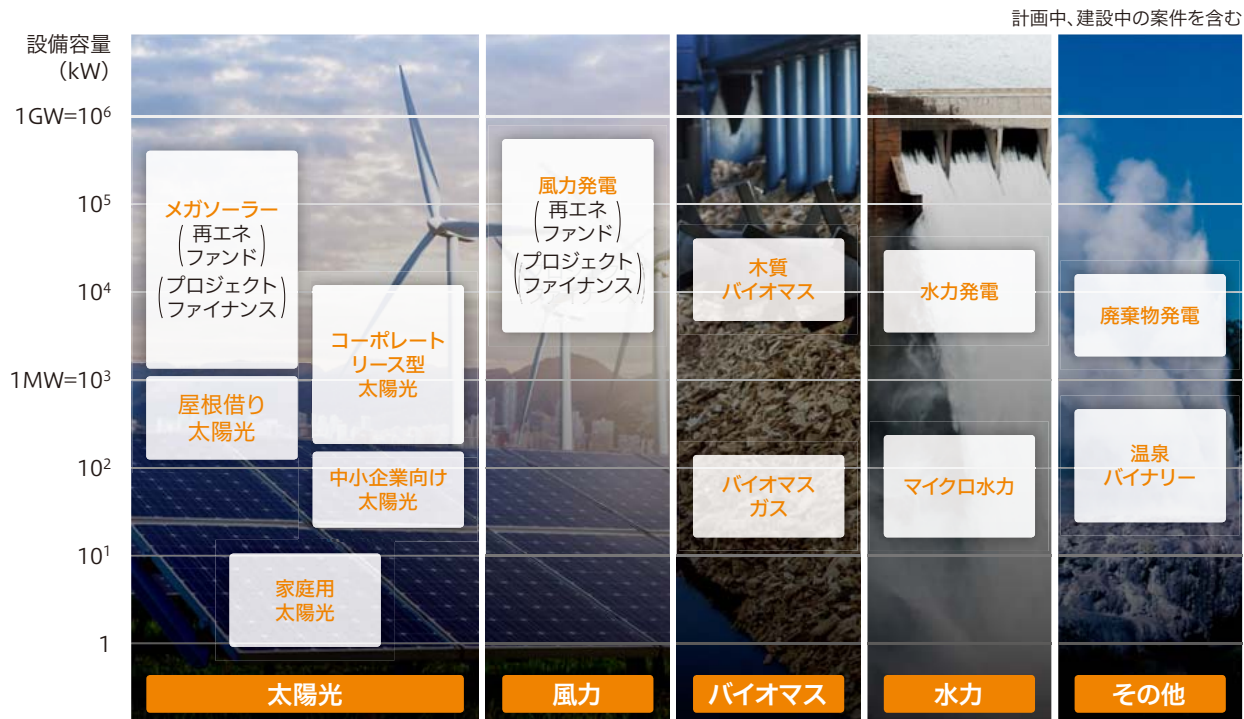 計画中、建設中の案件を含む
設備容量
（kW）
1GW=10⁶
10⁵
10⁴
1MW=10³
10²
10¹
1
メガソーラー
（再エネ
ファンド）
（プロジェクト
ファイナンス）
屋根借り
太陽光
コーポレート
リース型
太陽光
中小企業向け
太陽光
家庭用
太陽光
太陽光
風力発電
（再エネ
ファンド）
（プロジェクト
ファイナンス）
風力
木質
バイオマス
バイオマス
ガス
バイオマス
水力発電
マイクロ水力
水力
廃棄物発電
温泉
バイナリー
その他